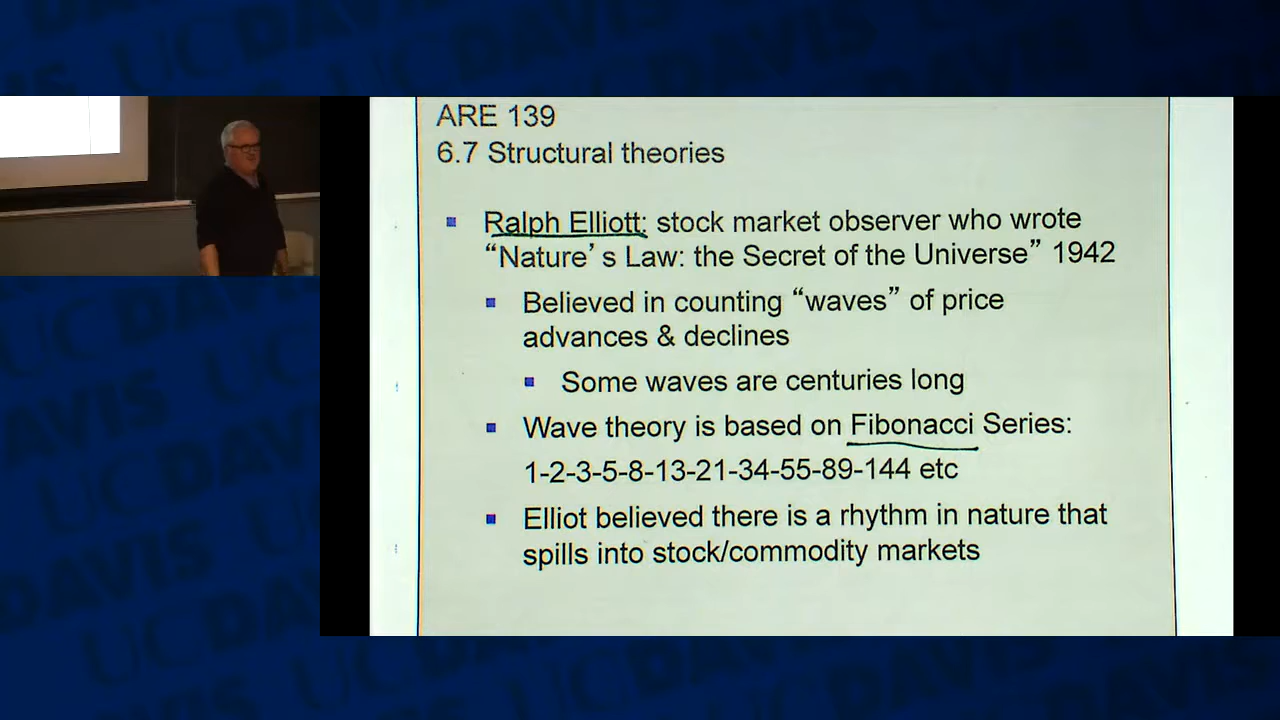 ARE 139
6.7 Structural theories
Ralph Elliott: stock market observer who wrote
“Nature’s Law: the Secret of the Universe” 1942
Believed in counting “waves” of price
advances & declines
Some waves are centuries long
Wave theory is based on Fibonacci Series:
1-2-3-5-8-13-21-34-55-89-144 etc
Elliot believed there is a rhythm in nature that
spills into stock/commodity markets
UC DAVIS